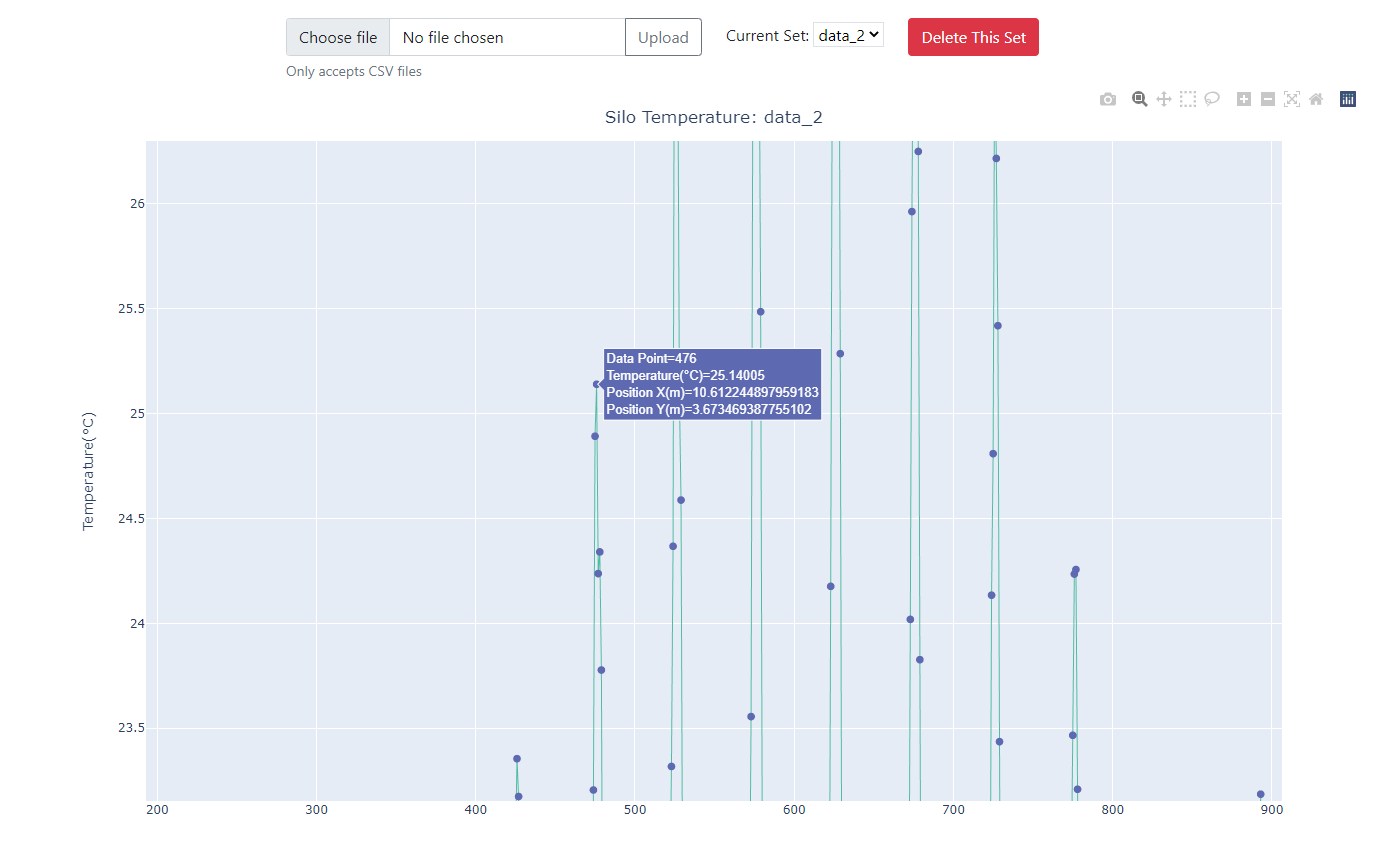 Choose file No file chosen Upload Current Set: data_2 Delete This Set
Only accepts CSV files
Silo Temperature: data_2
26
25.5
Data Point=476
Temperature(°C)=25.14005
Position X(m)=10.612244897959183
Position Y(m)=3.673469387755102
25
24.5
24
23.5
Temperature(°C)
200 300 400 500 600 700 800 900